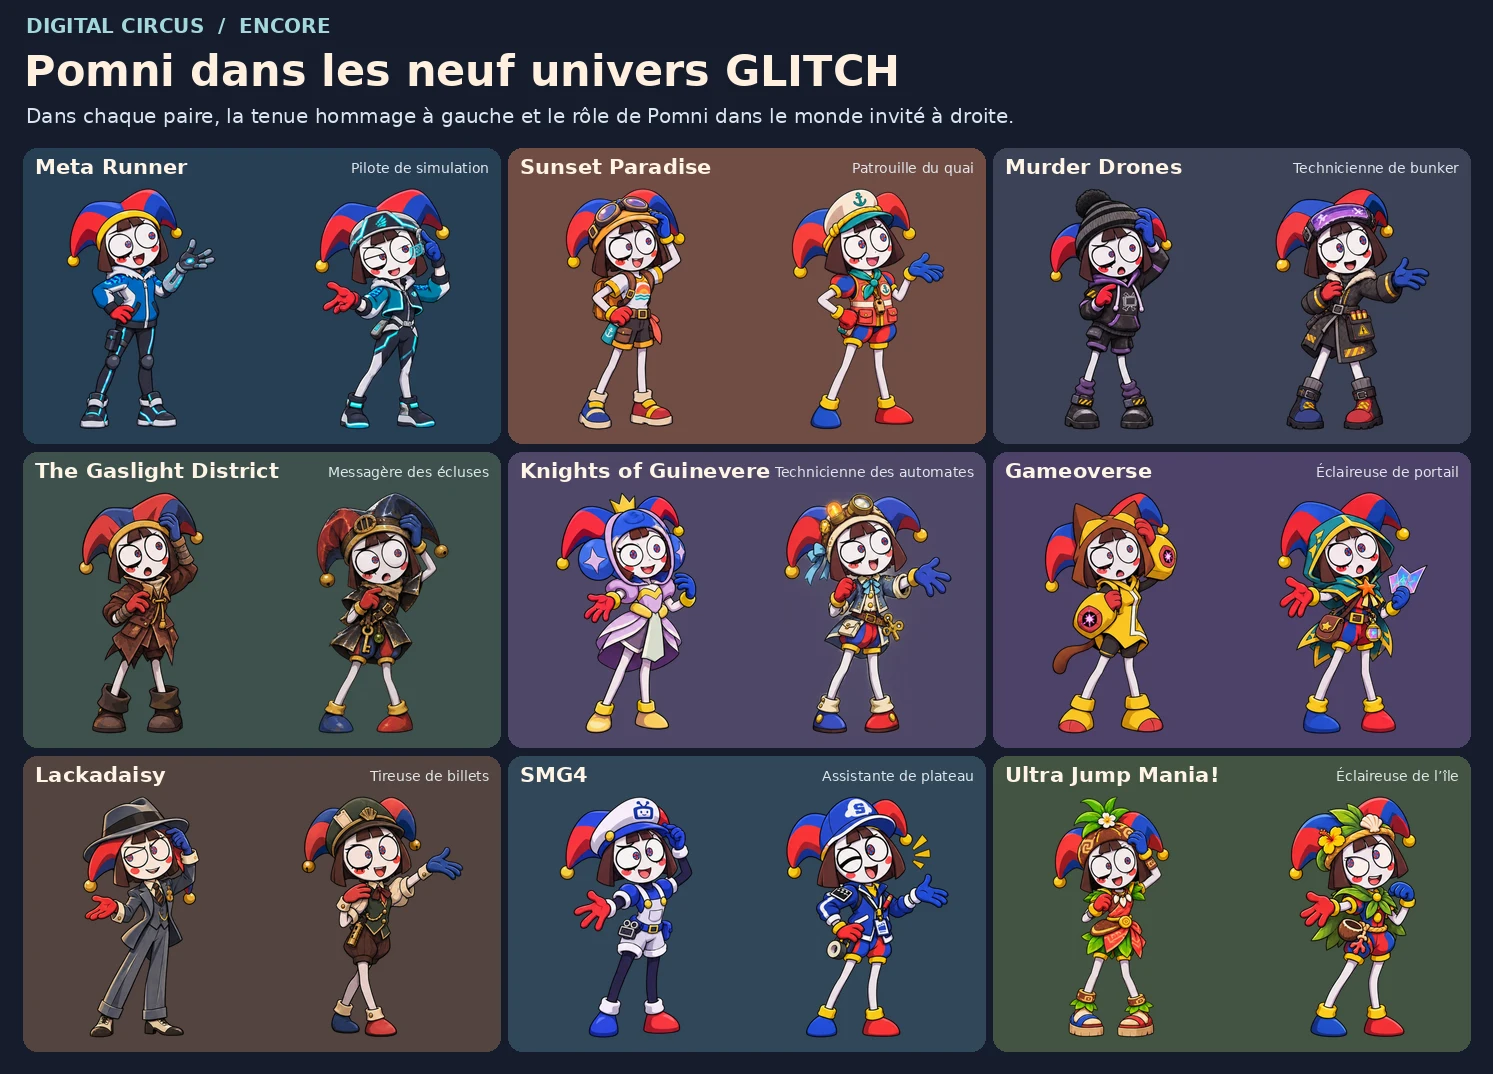 DIGITAL CIRCUS / ENCORE
Pomni dans les neuf univers GLITCH
Dans chaque paire, la tenue hommage à gauche et le rôle de Pomni dans le monde invité à droite.
Meta Runner Pilote de simulation
Sunset Paradise Patrouille du quai
Murder Drones Technicienne de bunker
The Gaslight District Messagère des écluses
Knights of Guinevere Technicienne des automates
Gameoverse Éclaireuse de portail
Lackadaisy Tireuse de billets
SMG4 Assistante de plateau
S
Ultra Jump Mania! Éclaireuse de l’île